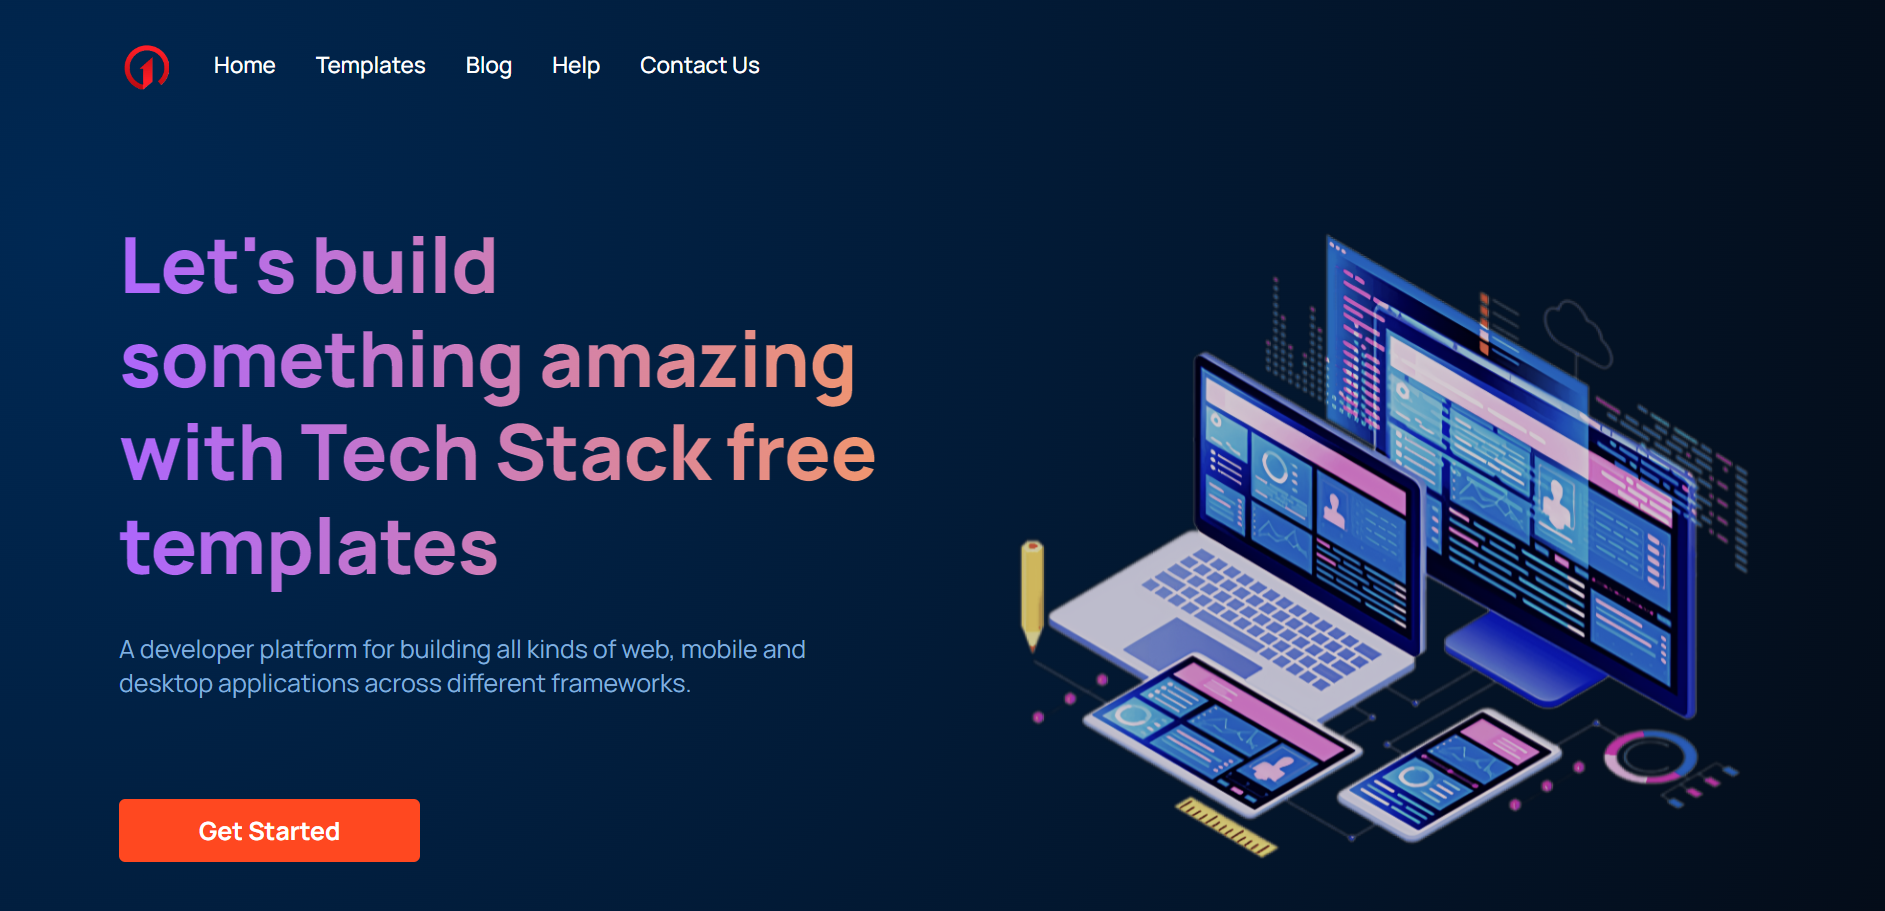 Home Templates Blog Help Contact Us
Let's build
something amazing
with Tech Stack free
templates
A developer platform for building all kinds of web, mobile and
desktop applications across different frameworks.
Get Started